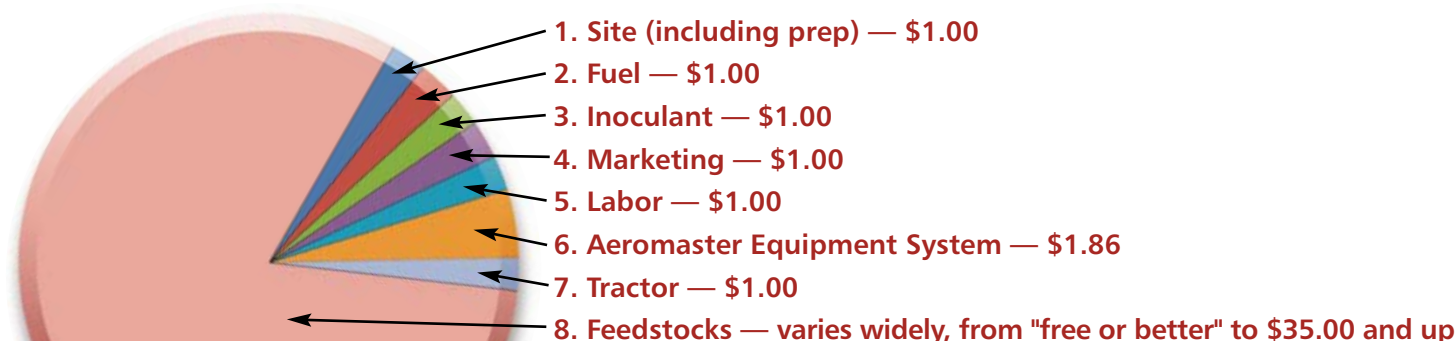 1. Site (including prep) — $1.00
2. Fuel — $1.00
3. Inoculant — $1.00
4. Marketing — $1.00
5. Labor — $1.00
6. Aeromaster Equipment System — $1.86
7. Tractor — $1.00
8. Feedstocks — varies widely, from "free or better" to $35.00 and up